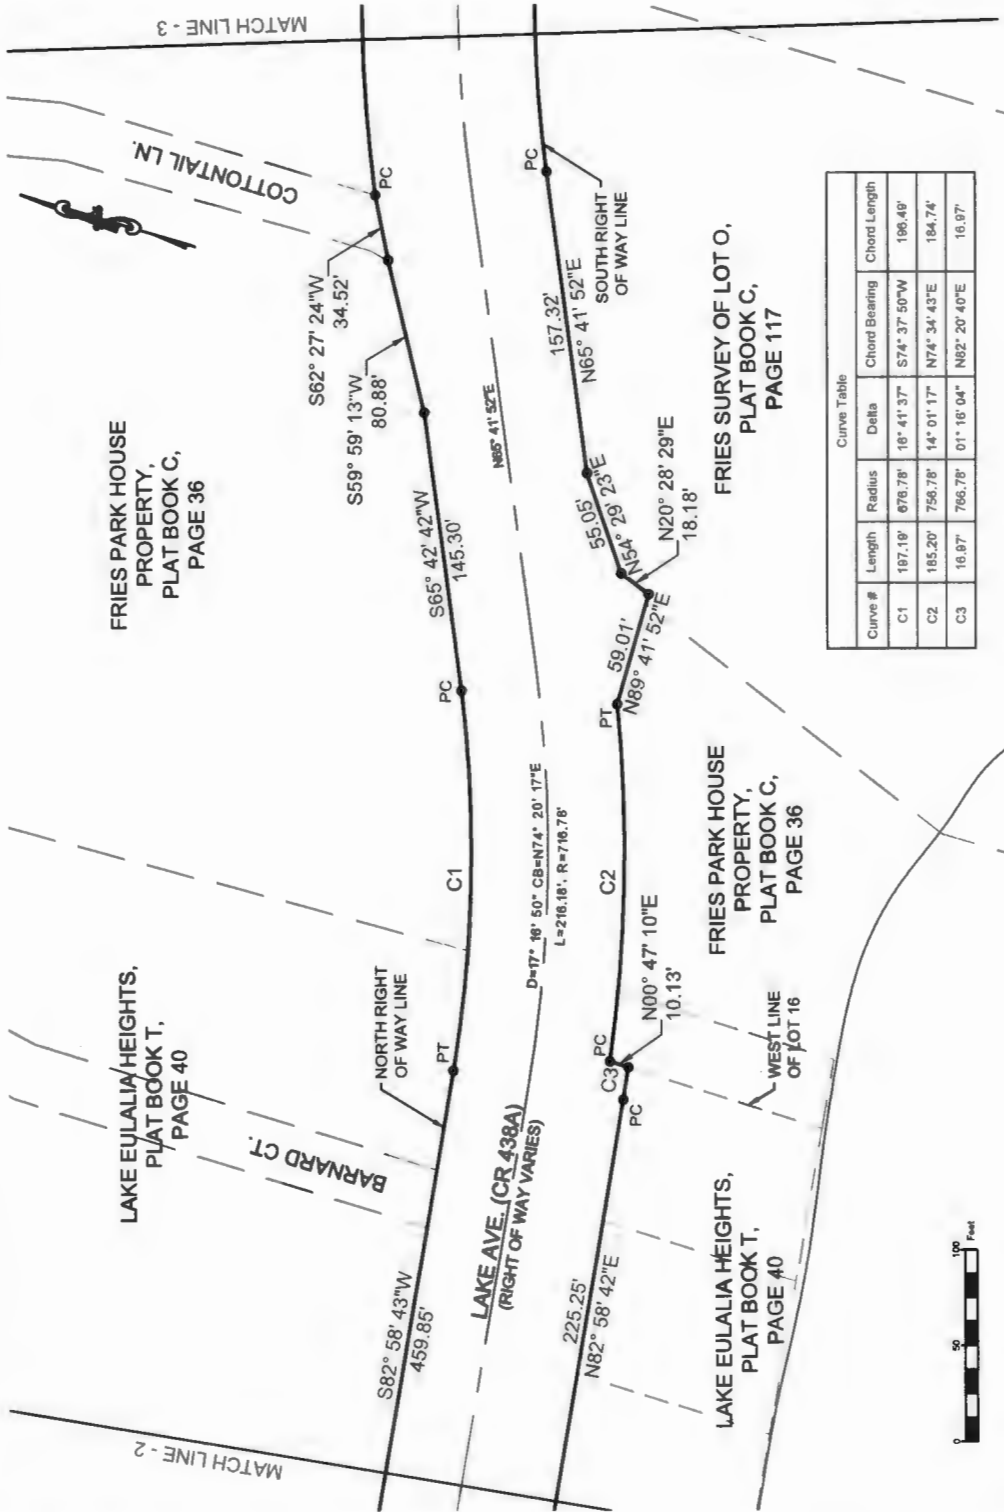 MATCH LINE - 2
MATCH LINE - 3
LAKE EULALIA HEIGHTS,
PLAT BOOK T,
PAGE 40
BARNARD CT.
FRIES PARK HOUSE
PROPERTY,
PLAT BOOK C,
PAGE 36
COTTONTAIL LN.
S82° 58' 43"W
459.85'
NORTH RIGHT
OF WAY LINE
PT
C1
PC
S65° 42' 42"W
145.30'
S59° 59' 13"W
80.88'
S62° 27' 24"W
34.52'
PC
LAKE AVE. (CR 438A)
(RIGHT OF WAY VARIES)
D=17° 16' 50" CB=N74° 20' 17"E
L=216.18', R=716.78'
N65° 41' 52"E
225.25'
N82° 58' 42"E
PC
C3
PC
N00° 47' 10"E
10.13'
C2
PT
59.01'
N89° 41' 52"E
N20° 28' 29"E
18.18'
55.05'
N54° 29' 23"E
157.32'
N65° 41' 52"E
PC
SOUTH RIGHT
OF WAY LINE
LAKE EULALIA HEIGHTS,
PLAT BOOK T,
PAGE 40
WEST LINE
OF LOT 16
FRIES PARK HOUSE
PROPERTY,
PLAT BOOK C,
PAGE 36
FRIES SURVEY OF LOT O,
PLAT BOOK C,
PAGE 117
Curve Table
Curve # Length Radius Delta Chord Bearing Chord Length
C1 197.19' 676.78' 16° 41' 37" S74° 37' 50"W 196.49'
C2 185.20' 756.78' 14° 01' 17" N74° 34' 43"E 184.74'
C3 16.97' 766.78' 01° 16' 04" N82° 20' 40"E 16.97'
0 50 100
Feet